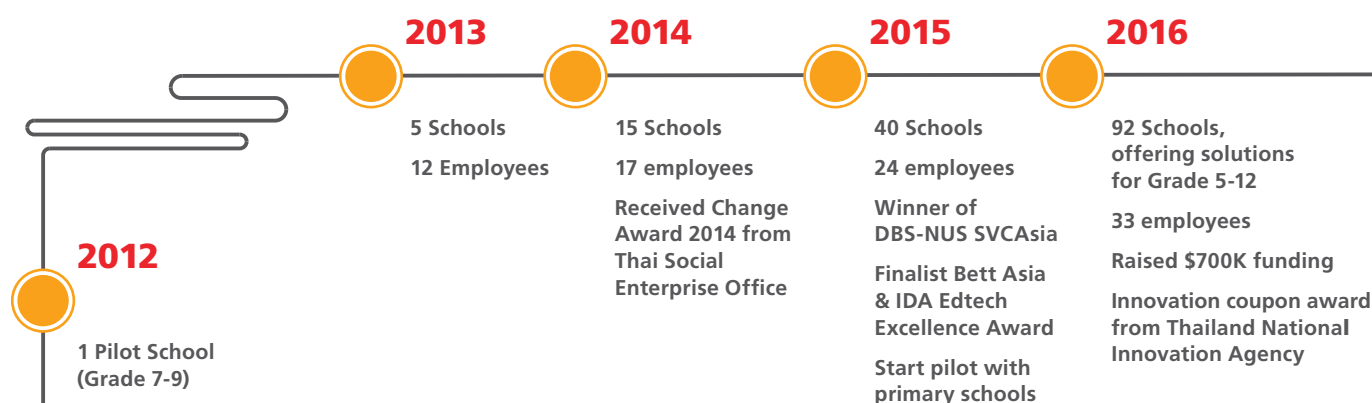 2012
1 Pilot School
(Grade 7-9)
2013
5 Schools
12 Employees
2014
15 Schools
17 employees
Received Change
Award 2014 from
Thai Social
Enterprise Office
2015
40 Schools
24 employees
Winner of
DBS-NUS SVCAsia
Finalist Bett Asia
& IDA Edtech
Excellence Award
Start pilot with
primary schools
2016
92 Schools,
offering solutions
for Grade 5-12
33 employees
Raised $700K funding
Innovation coupon award
from Thailand National
Innovation Agency